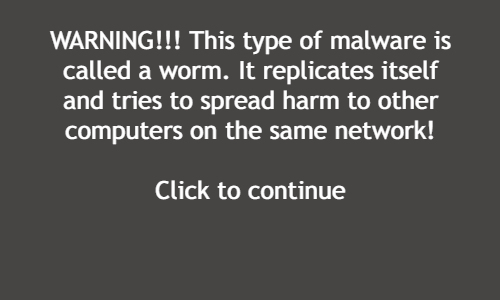 WARNING!!! This type of malware is
called a worm. It replicates itself
and tries to spread harm to other
computers on the same network!
Click to continue